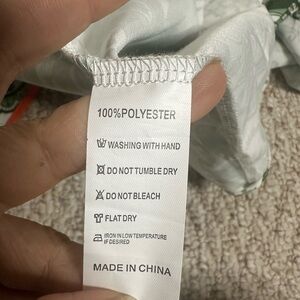 100%POLYESTER
WASHING WITH HAND
DO NOT TUMBLE DRY
DO NOT BLEACH
FLAT DRY
IRON IN LOW TEMPERATURE
IF DESIRED
MADE IN CHINA